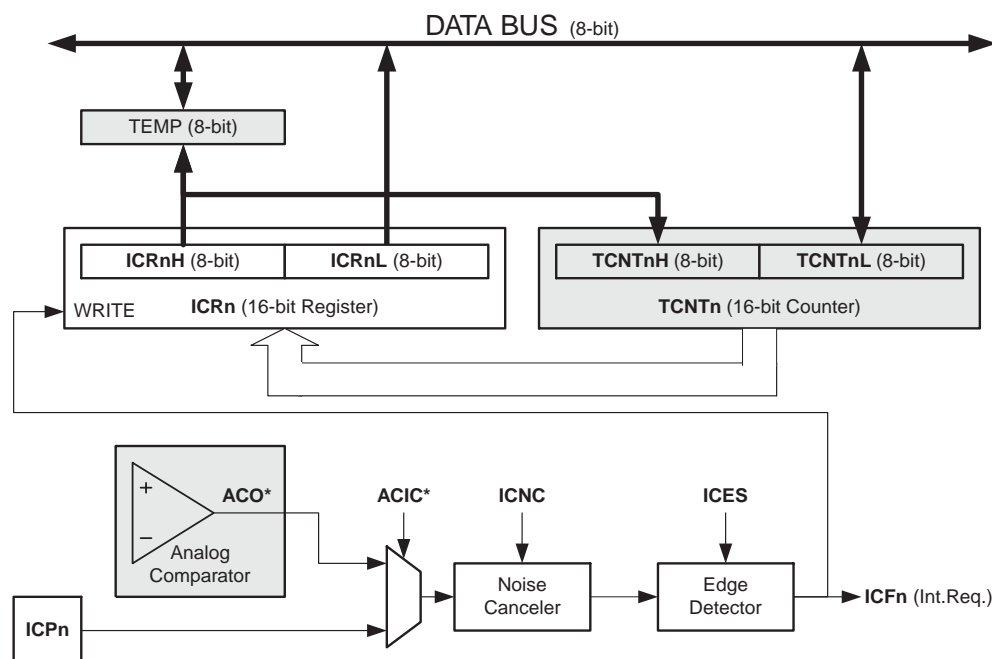 DATA BUS (8-bit)
TEMP (8-bit)
ICRnH (8-bit) ICRnL (8-bit) TCNTnH (8-bit) TCNTnL (8-bit)
WRITE ICRn (16-bit Register) TCNTn (16-bit Counter)
+
−
ACO*
Analog
Comparator
ACIC* ICNC ICES
Noise
Canceler
Edge
Detector
ICFn (Int.Req.)
ICPn